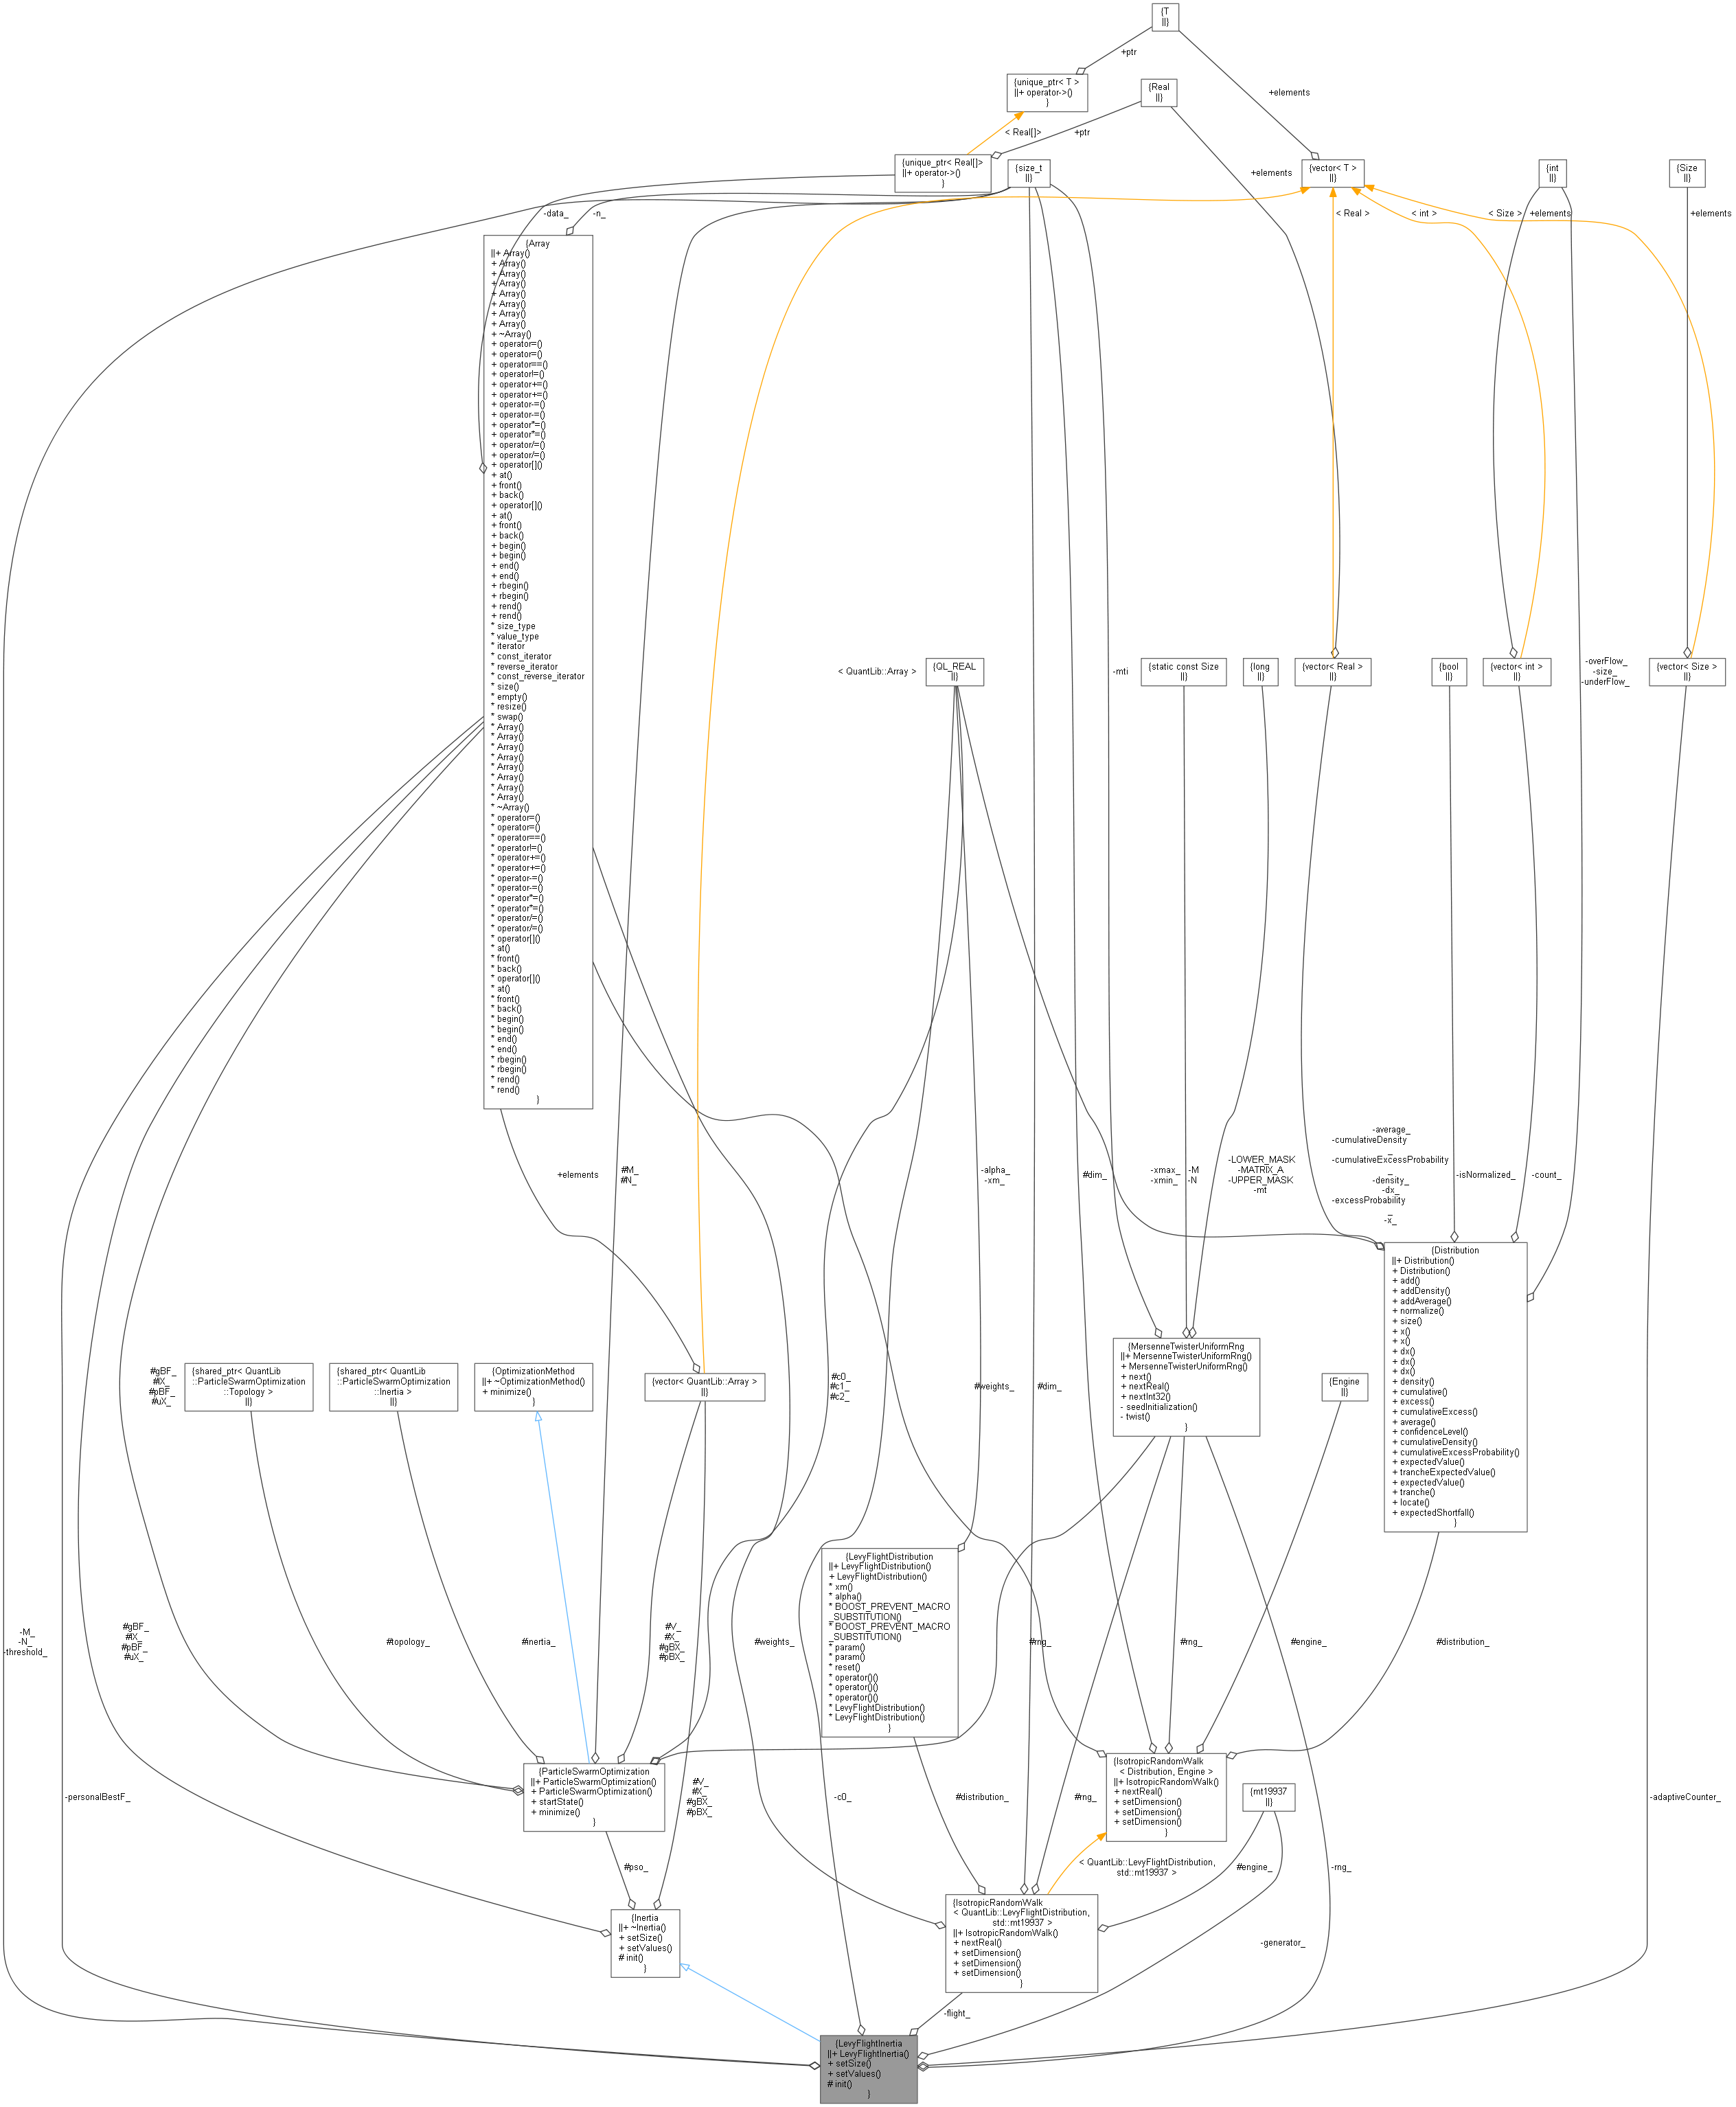 {T
||}
+ptr
{unique_ptr< T >
||+ operator->()
}
{Real
||}
+elements
< Real[]>
+ptr
{unique_ptr< Real[]>
||+ operator->()
}
{size_t
||}
+elements
{vector< T >
||}
{int
||}
{Size
||}
-data_
-n_
< Real >
< int >
< Size >
+elements
+elements
{Array
||+ Array()
+ Array()
+ Array()
+ Array()
+ Array()
+ Array()
+ Array()
+ Array()
+ ~Array()
+ operator=()
+ operator=()
+ operator==()
+ operator!=()
+ operator+=()
+ operator+=()
+ operator-=()
+ operator-=()
+ operator*=()
+ operator*=()
+ operator/=()
+ operator/=()
+ operator[]()
+ at()
+ front()
+ back()
+ operator[]()
+ at()
+ front()
+ back()
+ begin()
+ begin()
+ end()
+ end()
+ rbegin()
+ rbegin()
+ rend()
+ rend()
* size_type
* value_type
* iterator
* const_iterator
* reverse_iterator
* const_reverse_iterator
* size()
* empty()
* resize()
* swap()
* Array()
* Array()
* Array()
* Array()
* Array()
* Array()
* Array()
* Array()
* ~Array()
* operator=()
* operator=()
* operator==()
* operator!=()
* operator+=()
* operator+=()
* operator-=()
* operator-=()
* operator*=()
* operator*=()
* operator/=()
* operator/=()
* operator[]()
* at()
* front()
* back()
* operator[]()
* at()
* front()
* back()
* begin()
* begin()
* end()
* end()
* rbegin()
* rbegin()
* rend()
* rend()
}
< QuantLib::Array >
{QL_REAL
||}
-mti
{static const Size
||}
{long
||}
{vector< Real >
||}
{bool
||}
{vector< int >
||}
-overFlow_
-size_
-underFlow_
{vector< Size >
||}
+elements
#M_
#N_
-alpha_
-xm_
#dim_
-xmax_
-xmin_
-M
-N
-LOWER_MASK
-MATRIX_A
-UPPER_MASK
-mt
-average_
-cumulativeDensity
_
-cumulativeExcessProbability
_
-density_
-dx_
-excessProbability
_
-x_
-isNormalized_
-count_
{Distribution
||+ Distribution()
+ Distribution()
+ add()
+ addDensity()
+ addAverage()
+ normalize()
+ size()
+ x()
+ x()
+ dx()
+ dx()
+ dx()
+ density()
+ cumulative()
+ excess()
+ cumulativeExcess()
+ average()
+ confidenceLevel()
+ cumulativeDensity()
+ cumulativeExcessProbability()
+ expectedValue()
+ trancheExpectedValue()
+ expectedValue()
+ tranche()
+ locate()
+ expectedShortfall()
}
{MersenneTwisterUniformRng
||+ MersenneTwisterUniformRng()
+ MersenneTwisterUniformRng()
+ next()
+ nextReal()
+ nextInt32()
- seedInitialization()
- twist()
}
#gBF_
#lX_
#pBF_
#uX_
{shared_ptr< QuantLib
::ParticleSwarmOptimization
::Topology >
||}
{shared_ptr< QuantLib
::ParticleSwarmOptimization
::Inertia >
||}
{OptimizationMethod
||+ ~OptimizationMethod()
+ minimize()
}
{vector< QuantLib::Array >
||}
#c0_
#c1_
#c2_
#weights_
#dim_
{Engine
||}
{LevyFlightDistribution
||+ LevyFlightDistribution()
+ LevyFlightDistribution()
* xm()
* alpha()
* BOOST_PREVENT_MACRO
_SUBSTITUTION()
* BOOST_PREVENT_MACRO
_SUBSTITUTION()
* param()
* param()
* reset()
* operator()()
* operator()()
* operator()()
* LevyFlightDistribution()
* LevyFlightDistribution()
}
-M_
-N_
-threshold_
#gBF_
#lX_
#pBF_
#uX_
#topology_
#inertia_
#V_
#X_
#gBX_
#pBX_
#weights_
#rng_
#rng_
#engine_
#distribution_
{ParticleSwarmOptimization
||+ ParticleSwarmOptimization()
+ ParticleSwarmOptimization()
+ startState()
+ minimize()
}
{IsotropicRandomWalk
< Distribution, Engine >
||+ IsotropicRandomWalk()
+ nextReal()
+ setDimension()
+ setDimension()
+ setDimension()
}
-personalBestF_
#V_
#X_
#gBX_
#pBX_
-c0_
#distribution_
#rng_
{mt19937
||}
-adaptiveCounter_
#pso_
< QuantLib::LevyFlightDistribution,
std::mt19937 >
#engine_
-rng_
{Inertia
||+ ~Inertia()
+ setSize()
+ setValues()
# init()
}
{IsotropicRandomWalk
< QuantLib::LevyFlightDistribution,
std::mt19937 >
||+ IsotropicRandomWalk()
+ nextReal()
+ setDimension()
+ setDimension()
+ setDimension()
}
-generator_
-flight_
{LevyFlightInertia
||+ LevyFlightInertia()
+ setSize()
+ setValues()
# init()
}